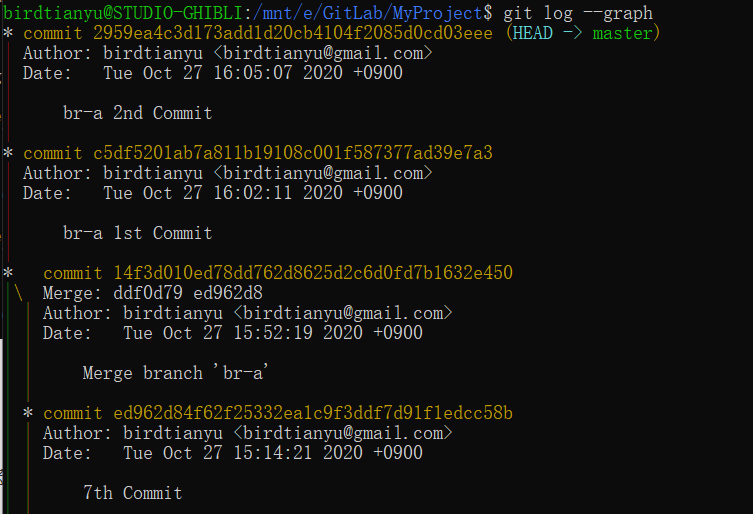 birdtianyu@STUDIO-GHIBLI:/mnt/e/GitLab/MyProject$ git log --graph
* commit 2959ea4c3d173add1d20cb4104f2085d0cd03eee (HEAD -> master)
| Author: birdtianyu <birdtianyu@gmail.com>
| Date:   Tue Oct 27 16:05:07 2020 +0900
|
|     br-a 2nd Commit
|
* commit c5df5201ab7a811b19108c001f587377ad39e7a3
| Author: birdtianyu <birdtianyu@gmail.com>
| Date:   Tue Oct 27 16:02:11 2020 +0900
|
|     br-a 1st Commit
|
*   commit 14f3d010ed78dd762d8625d2c6d0fd7b1632e450
|\  Merge: ddf0d79 ed962d8
| | Author: birdtianyu <birdtianyu@gmail.com>
| | Date:   Tue Oct 27 15:52:19 2020 +0900
| |
| |     Merge branch 'br-a'
| |
| * commit ed962d84f62f25332ea1c9f3ddf7d91f1edcc58b
| | Author: birdtianyu <birdtianyu@gmail.com>
| | Date:   Tue Oct 27 15:14:21 2020 +0900
| |
| |     7th Commit